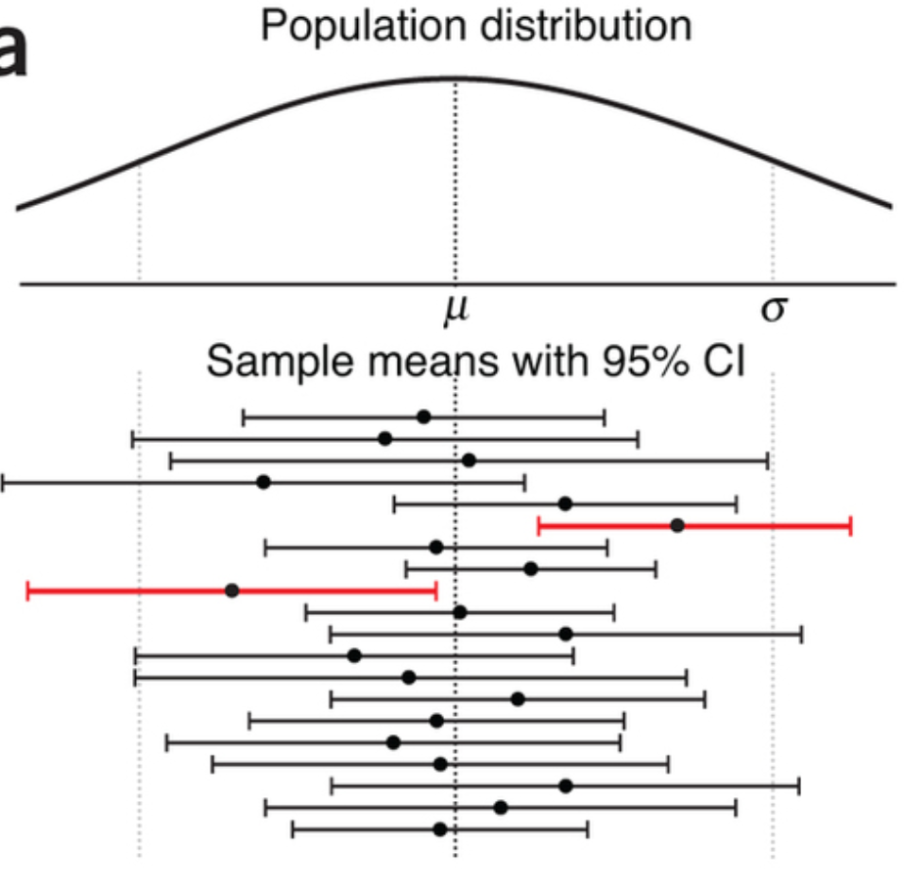 a
Population distribution
μ σ
Sample means with 95% CI